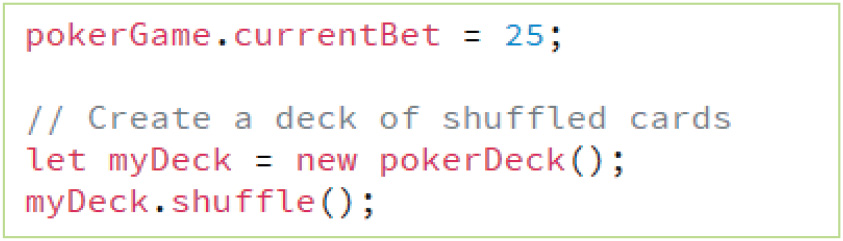 pokerGame.currentBet = 25;
// Create a deck of shuffled cards
let myDeck = new pokerDeck();
myDeck.shuffle();